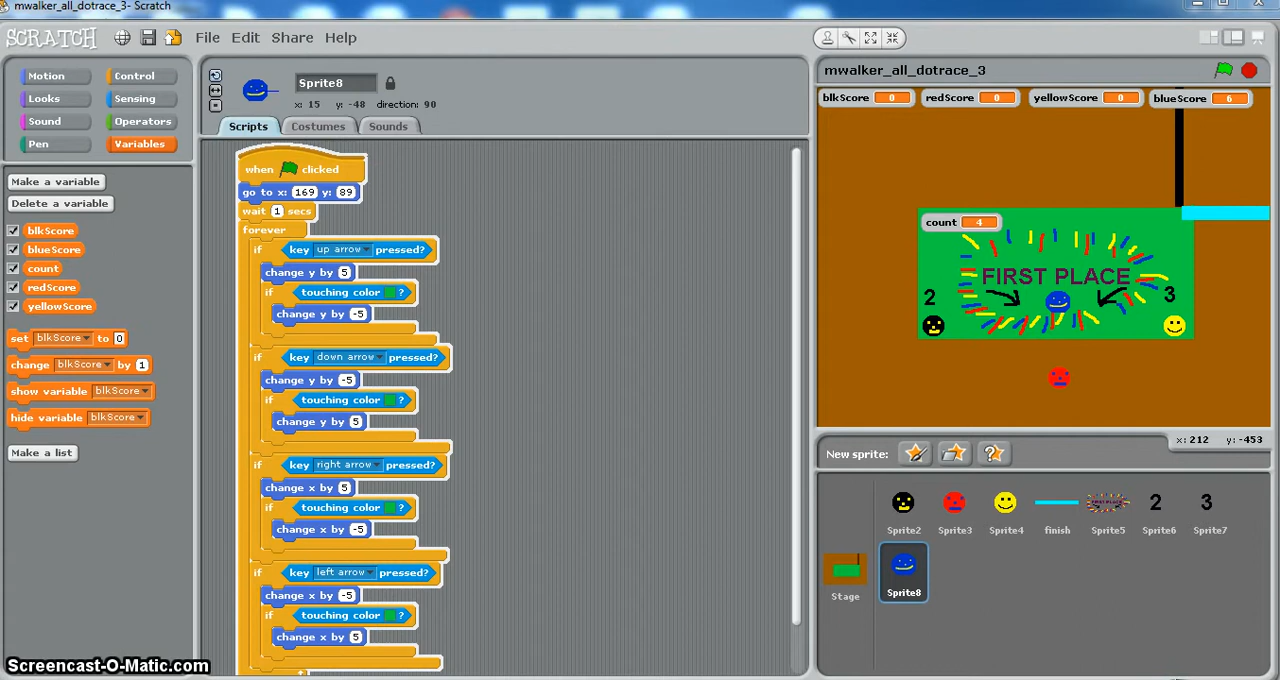 mwalker_all_dotrace_3- Scratch
SCRATCH File Edit Share Help
Motion Control
Looks Sensing
Sound Operators
Pen Variables
Make a variable
Delete a variable
blkScore
blueScore
count
redScore
yellowScore
set blkScore to 0
change blkScore by 1
show variable blkScore
hide variable blkScore
Make a list
Sprite8
x: 15 y: -48 direction: 90
Scripts Costumes Sounds
when clicked
go to x: 169 y: 89
wait 1 secs
forever
if key up arrow pressed?
change y by 5
if touching color ?
change y by -5
if key down arrow pressed?
change y by -5
if touching color ?
change y by 5
if key right arrow pressed?
change x by 5
if touching color ?
change x by -5
if key left arrow pressed?
change x by -5
if touching color ?
change x by 5
mwalker_all_dotrace_3
blkScore 0 redScore 0 yellowScore 0 blueScore 6
count 4
FIRST PLACE
2 3
x: 212 y: -453
New sprite:
2 3
Sprite2 Sprite3 Sprite4 finish Sprite5 Sprite6 Sprite7
FIRST PLACE
Stage
Sprite8
Screencast-O-Matic.com